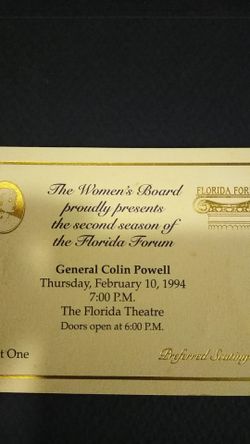 The Women's Board
proudly presents
the second season of
the Florida Forum
FLORIDA FOR
General Colin Powell
Thursday, February 10, 1994
7:00 P.M.
The Florida Theatre
Doors open at 6:00 P.M.
t One
Preferred Seating